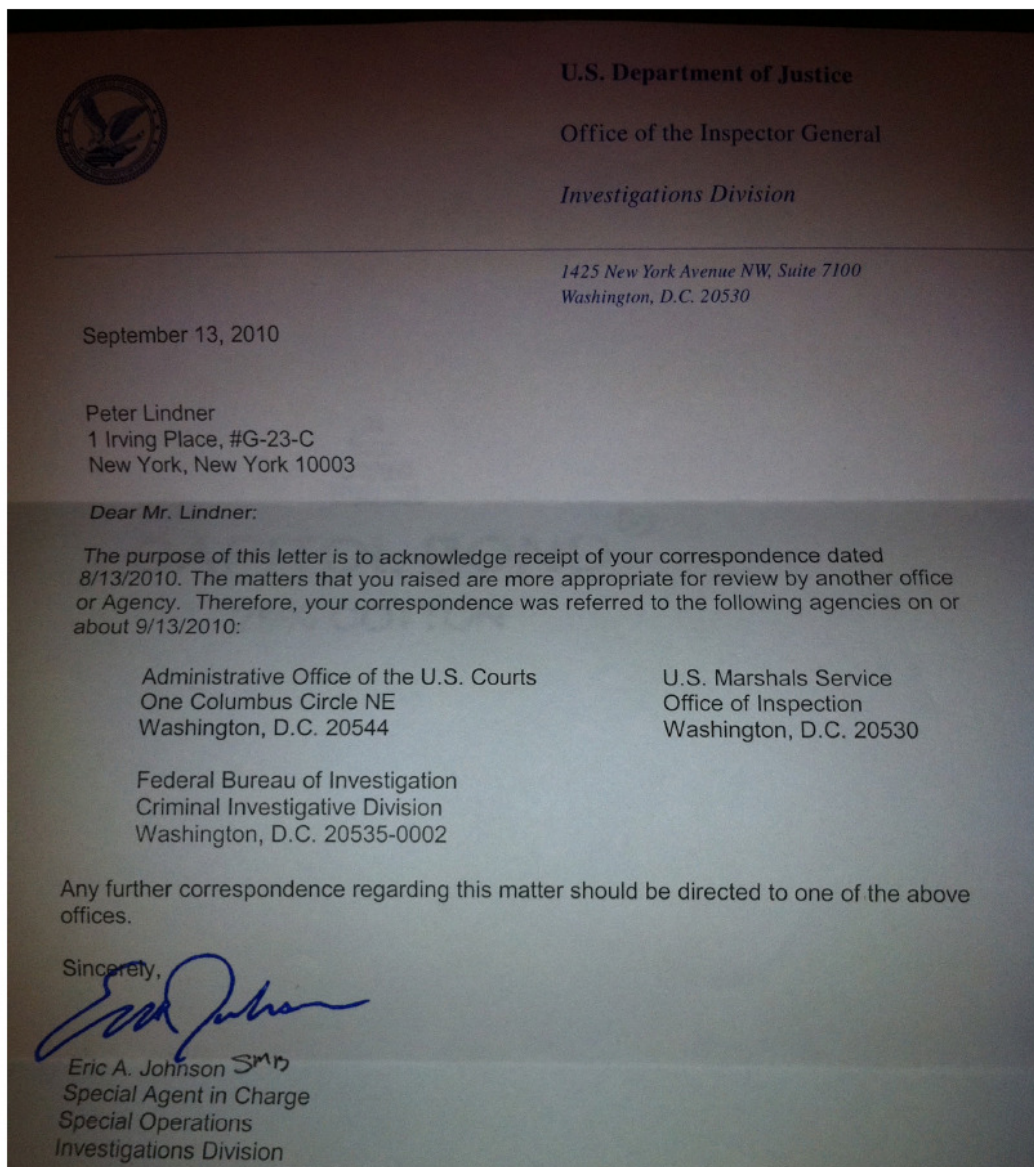 U.S. Department of Justice
Office of the Inspector General
Investigations Division
1425 New York Avenue NW, Suite 7100
Washington, D.C. 20530
September 13, 2010
Peter Lindner
1 Irving Place, #G-23-C
New York, New York 10003
Dear Mr. Lindner:
The purpose of this letter is to acknowledge receipt of your correspondence dated
8/13/2010. The matters that you raised are more appropriate for review by another office
or Agency. Therefore, your correspondence was referred to the following agencies on or
about 9/13/2010:
Administrative Office of the U.S. Courts
One Columbus Circle NE
Washington, D.C. 20544
U.S. Marshals Service
Office of Inspection
Washington, D.C. 20530
Federal Bureau of Investigation
Criminal Investigative Division
Washington, D.C. 20535-0002
Any further correspondence regarding this matter should be directed to one of the above
offices.
Sincerely,
Eric A. Johnson SMB
Special Agent in Charge
Special Operations
Investigations Division